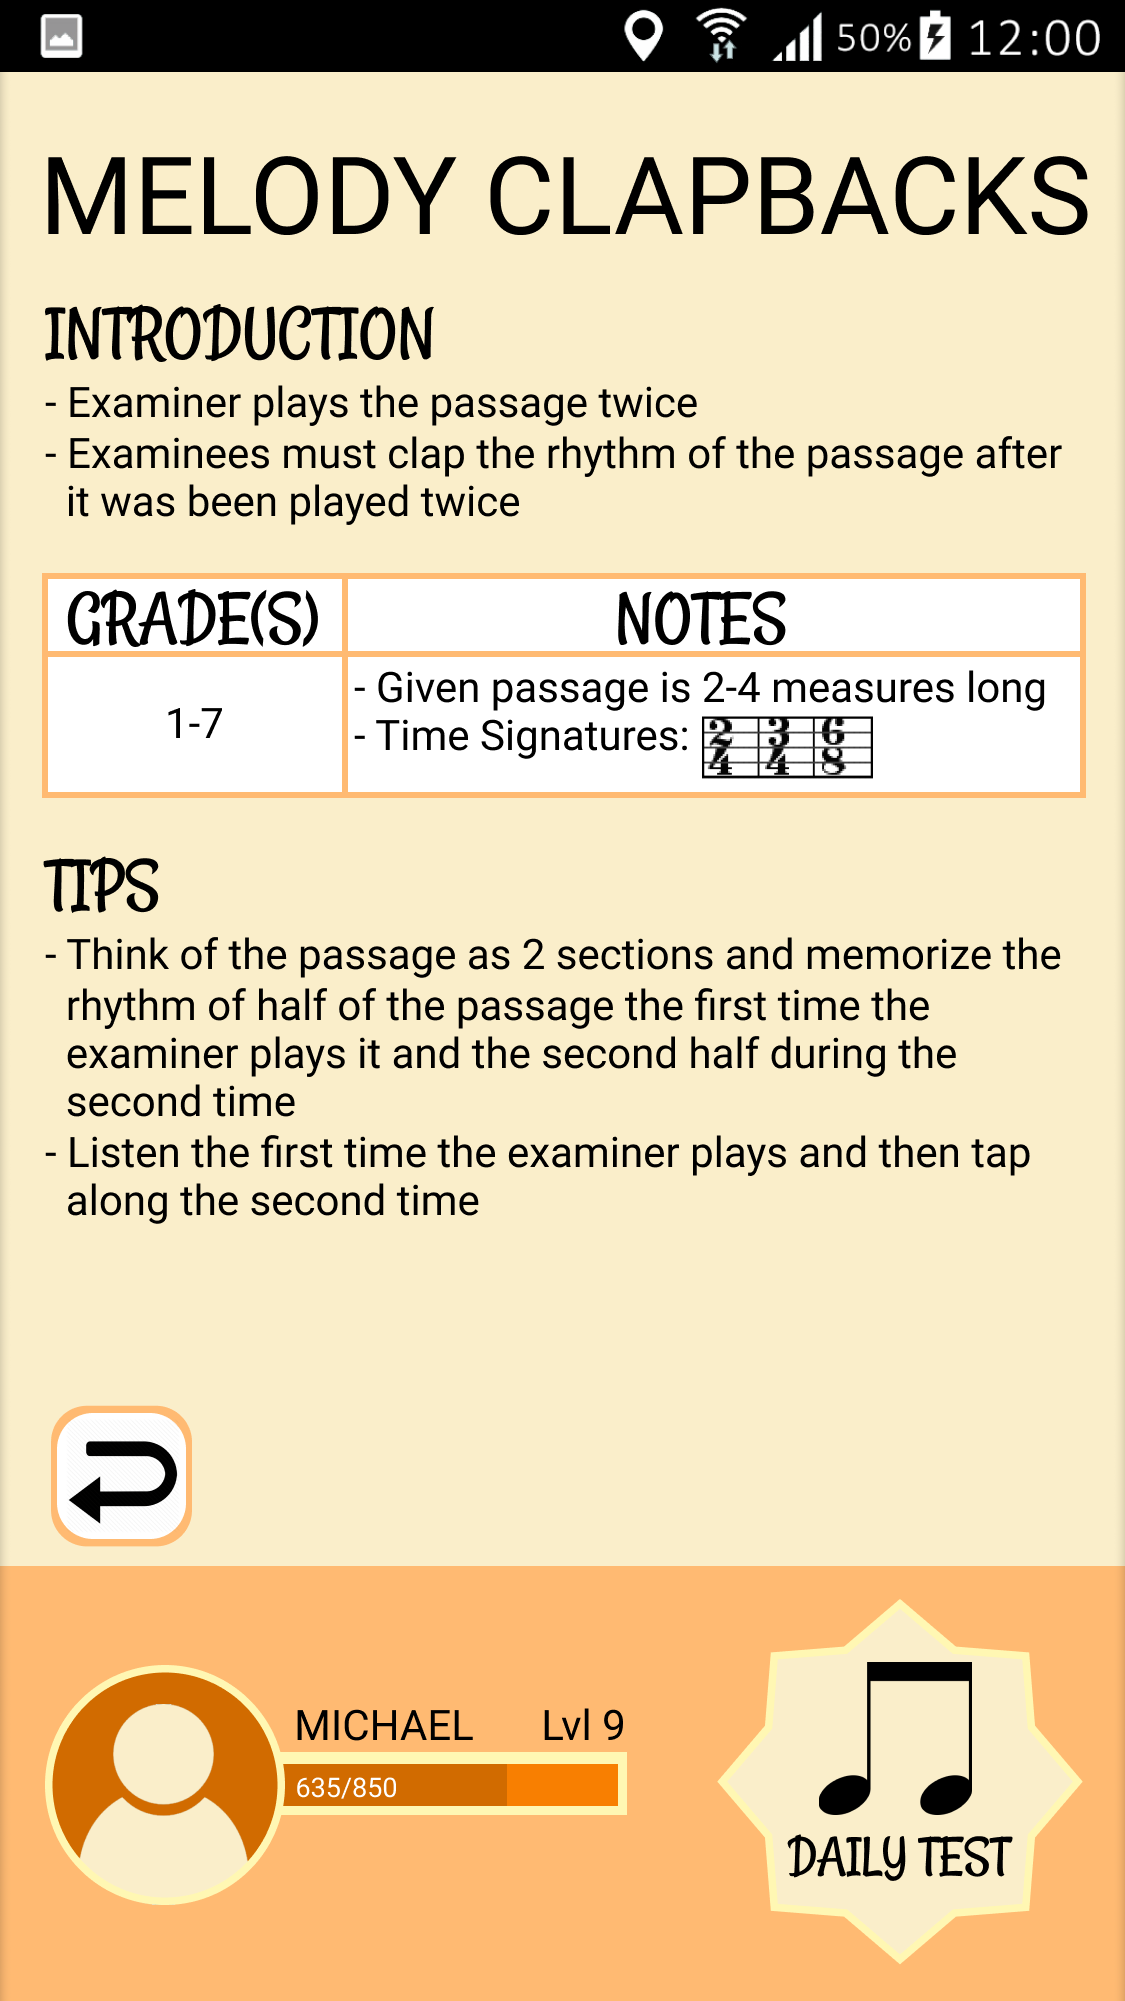 50% 12:00
MELODY CLAPBACKS
INTRODUCTION
- Examiner plays the passage twice
- Examinees must clap the rhythm of the passage after
it was been played twice
GRADE(S) NOTES
- Given passage is 2-4 measures long
1-7
- Time Signatures: 2/4 3/4 6/8
TIPS
- Think of the passage as 2 sections and memorize the
rhythm of half of the passage the first time the
examiner plays it and the second half during the
second time
- Listen the first time the examiner plays and then tap
along the second time
MICHAEL Lvl 9
635/850
DAILY TEST